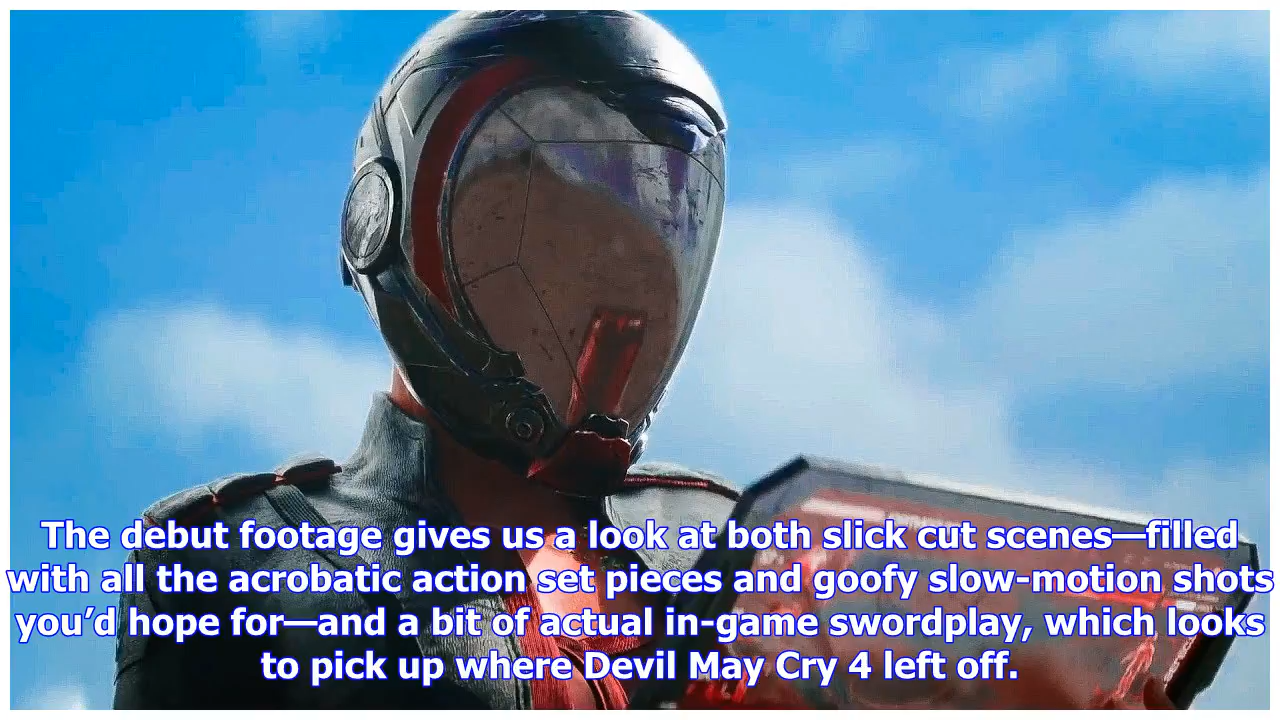 The debut footage gives us a look at both slick cut scenes—filled
with all the acrobatic action set pieces and goofy slow-motion shots
you’d hope for—and a bit of actual in-game swordplay, which looks
to pick up where Devil May Cry 4 left off.